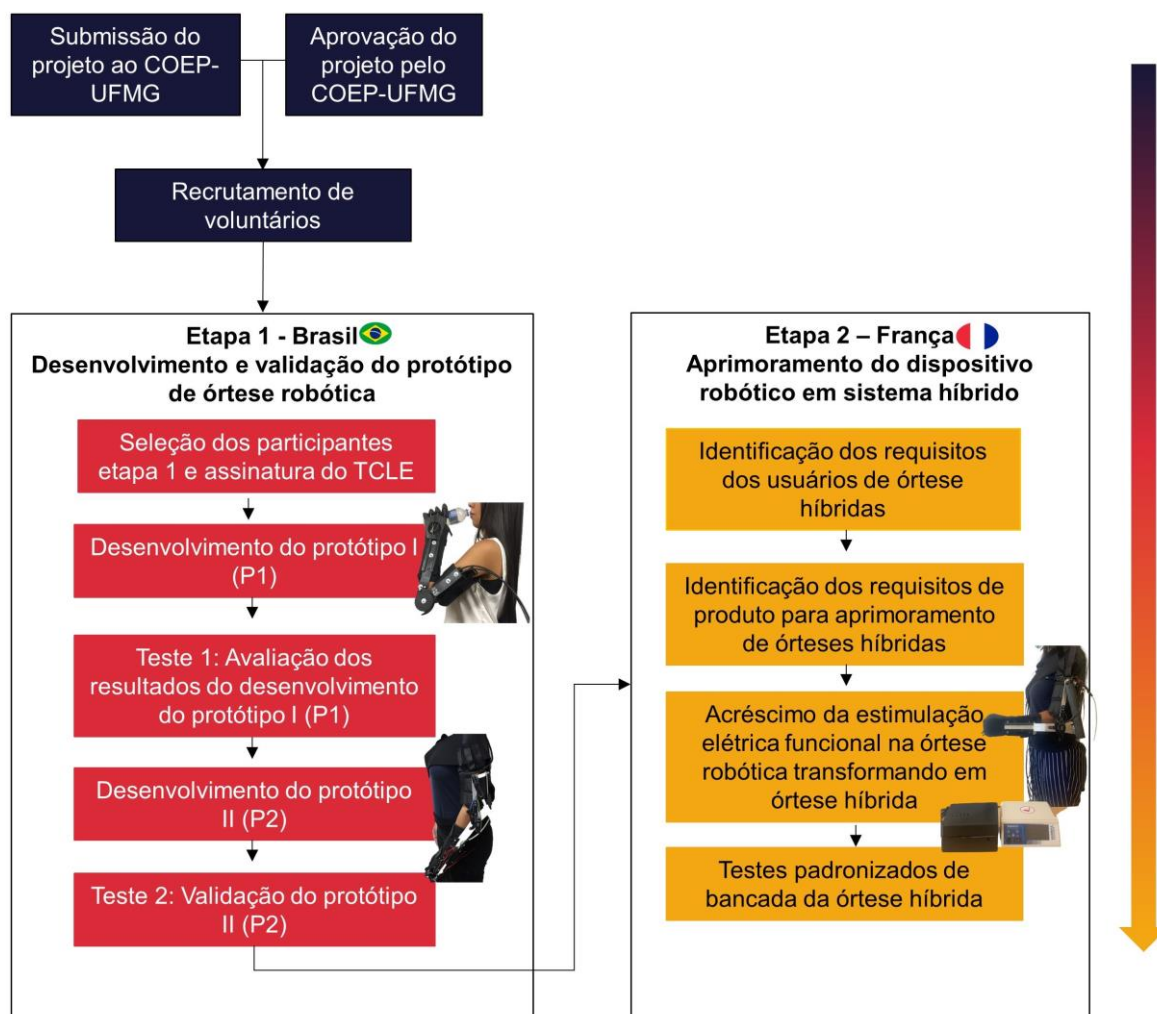 Submissão do
projeto ao COEP-
UFMG
Aprovação do
projeto pelo
COEP-UFMG
Recrutamento de
voluntários
Etapa 1 - Brasil
Desenvolvimento e validação do protótipo
de órtese robótica
Seleção dos participantes
etapa 1 e assinatura do TCLE
Desenvolvimento do protótipo I
(P1)
Teste 1: Avaliação dos
resultados do desenvolvimento
do protótipo I (P1)
Desenvolvimento do protótipo
II (P2)
Teste 2: Validação do protótipo
II (P2)
Etapa 2 – França
Aprimoramento do dispositivo
robótico em sistema híbrido
Identificação dos requisitos
dos usuários de órtese
híbridas
Identificação dos requisitos de
produto para aprimoramento
de órteses híbridas
Acréscimo da estimulação
elétrica funcional na órtese
robótica transformando em
órtese híbrida
Testes padronizados de
bancada da órtese híbrida